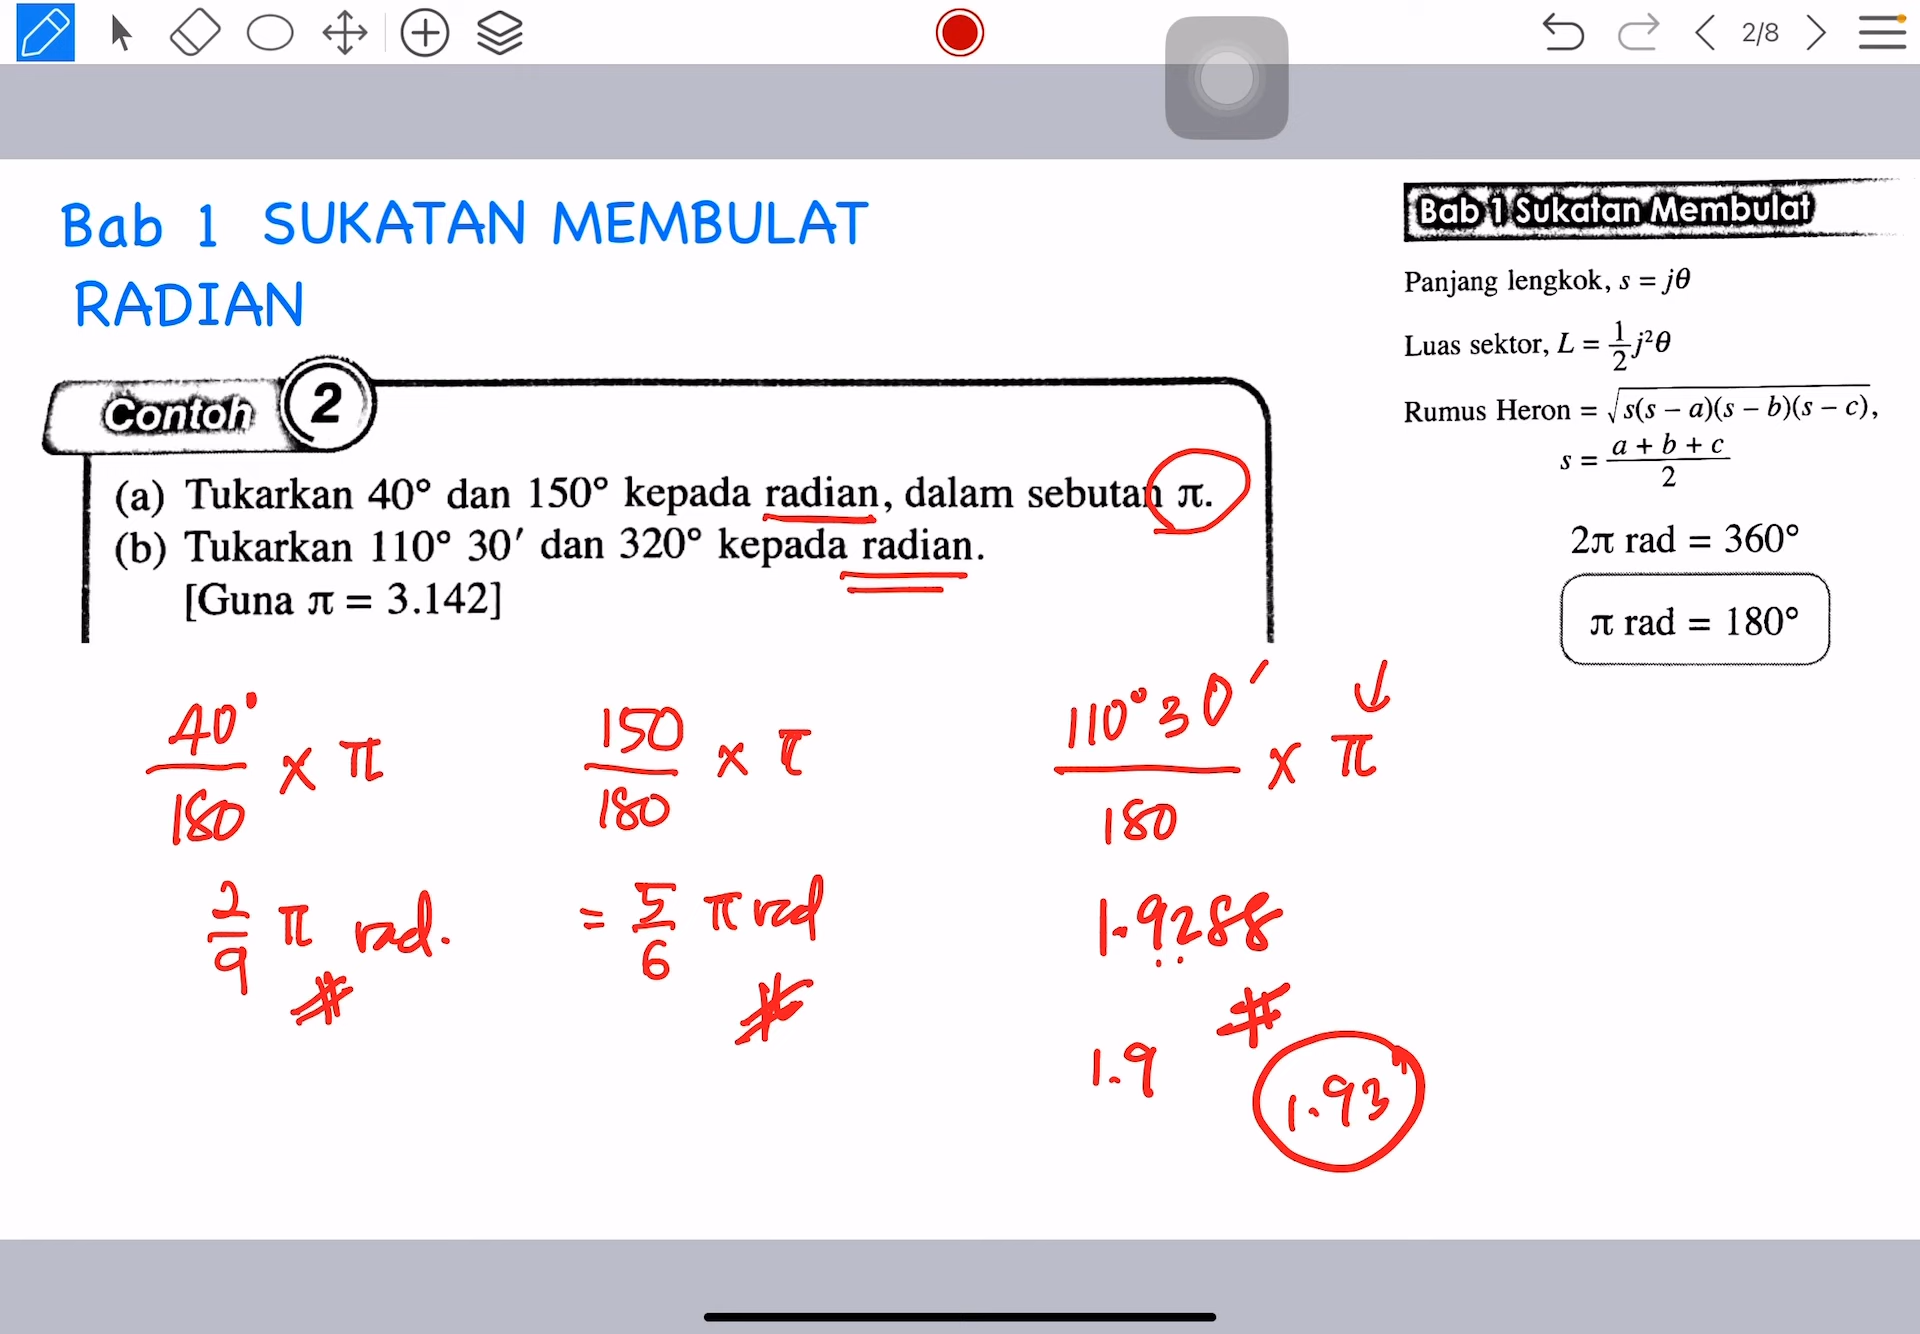 2/8
Bab 1 SUKATAN MEMBULAT
RADIAN
Contoh 2
(a) Tukarkan 40° dan 150° kepada radian, dalam sebutan π.
(b) Tukarkan 110° 30′ dan 320° kepada radian.
[Guna π = 3.142]
Bab 1 Sukatan Membulat
Panjang lengkok, s = jθ
Luas sektor, L = 1/2 j²θ
Rumus Heron = √s(s – a)(s – b)(s – c),
s = a + b + c / 2
2π rad = 360°
π rad = 180°
40°/180 × π
2/9 π rad.
150/180 × π
= 5/6 π rad
110°30′/180 × π
1.9288
1.9
1.93